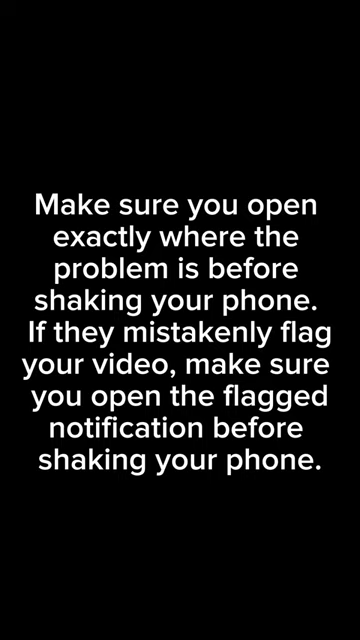 Make sure you open
exactly where the
problem is before
shaking your phone.
If they mistakenly flag
your video, make sure
you open the flagged
notification before
shaking your phone.